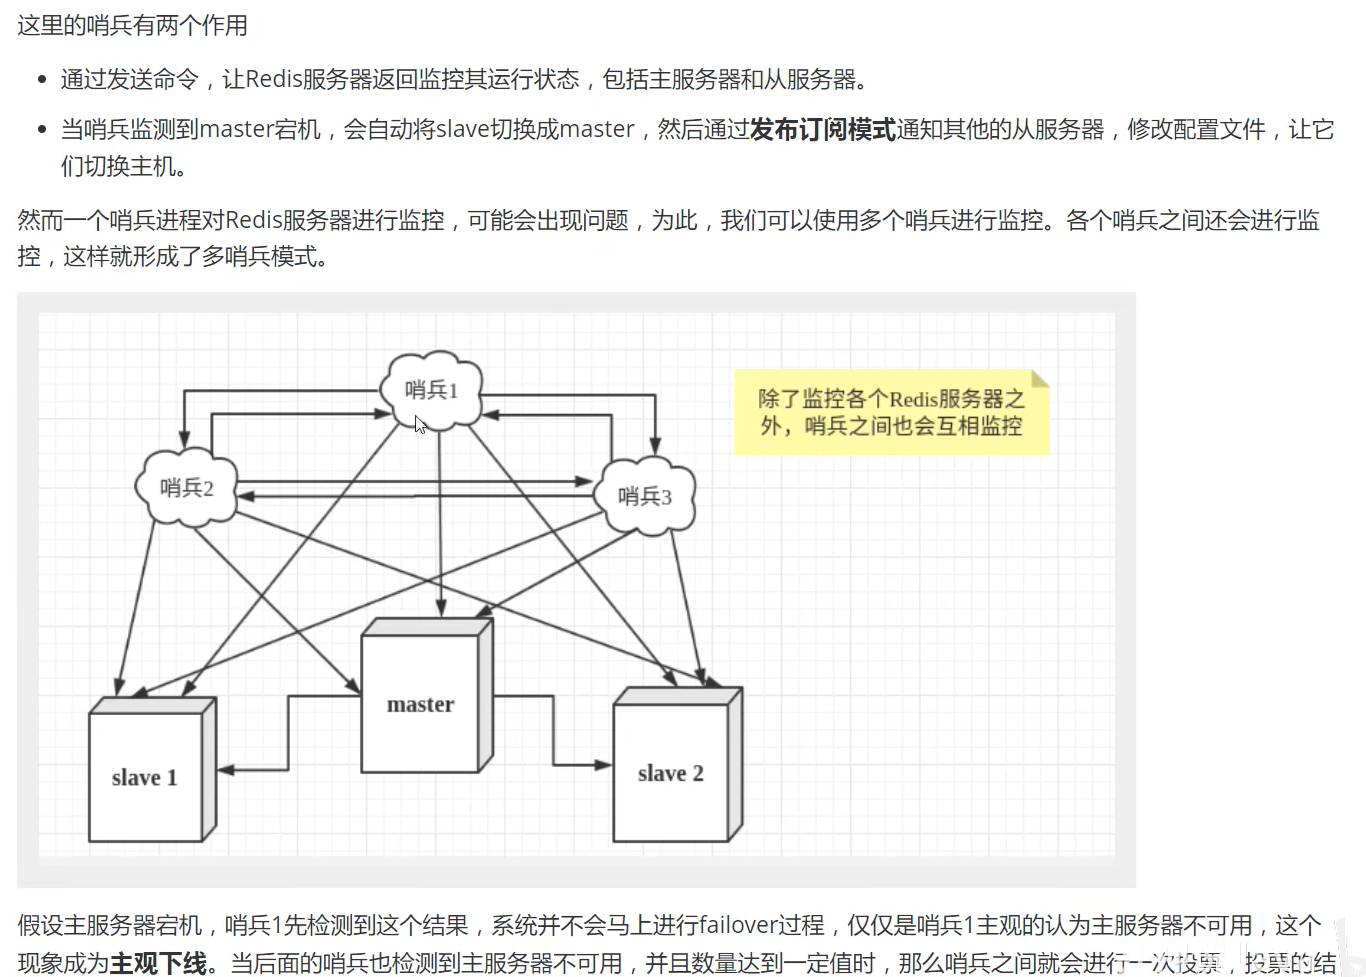 这里的哨兵有两个作用
• 通过发送命令，让Redis服务器返回监控其运行状态，包括主服务器和从服务器。
• 当哨兵监测到master宕机，会自动将slave切换成master，然后通过发布订阅模式通知其他的从服务器，修改配置文件，让它
们切换主机。
然而一个哨兵进程对Redis服务器进行监控，可能会出现问题，为此，我们可以使用多个哨兵进行监控。各个哨兵之间还会进行监
控，这样就形成了多哨兵模式。
哨兵1
除了监控各个Redis服务器之
外，哨兵之间也会互相监控
哨兵2
哨兵3
master
slave 1
slave 2
假设主服务器宕机，哨兵1先检测到这个结果，系统并不会马上进行failover过程，仅仅是哨兵1主观的认为主服务器不可用，这个
现象成为主观下线。当后面的哨兵也检测到主服务器不可用，并且数量达到一定值时，那么哨兵之间就会进行一次投票，投票的结